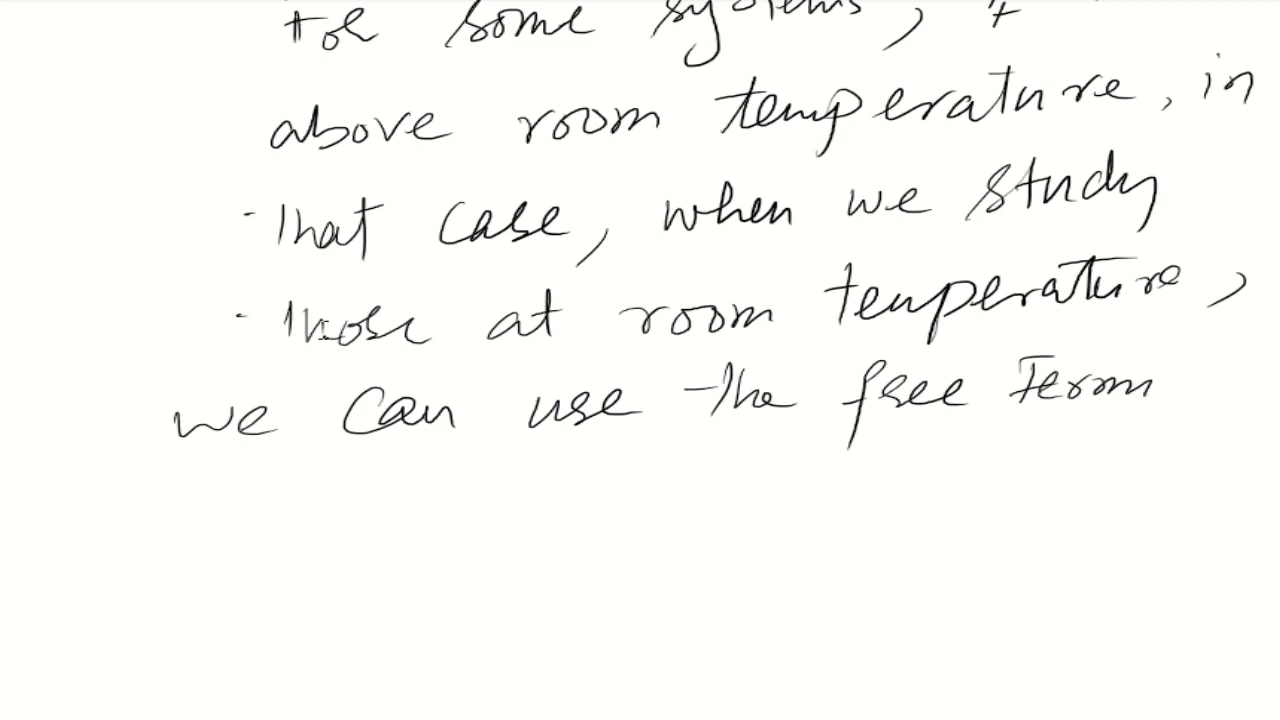 for some systems,
above room temperature, in
that case, when we study
those at room temperature,
we can use the free Term